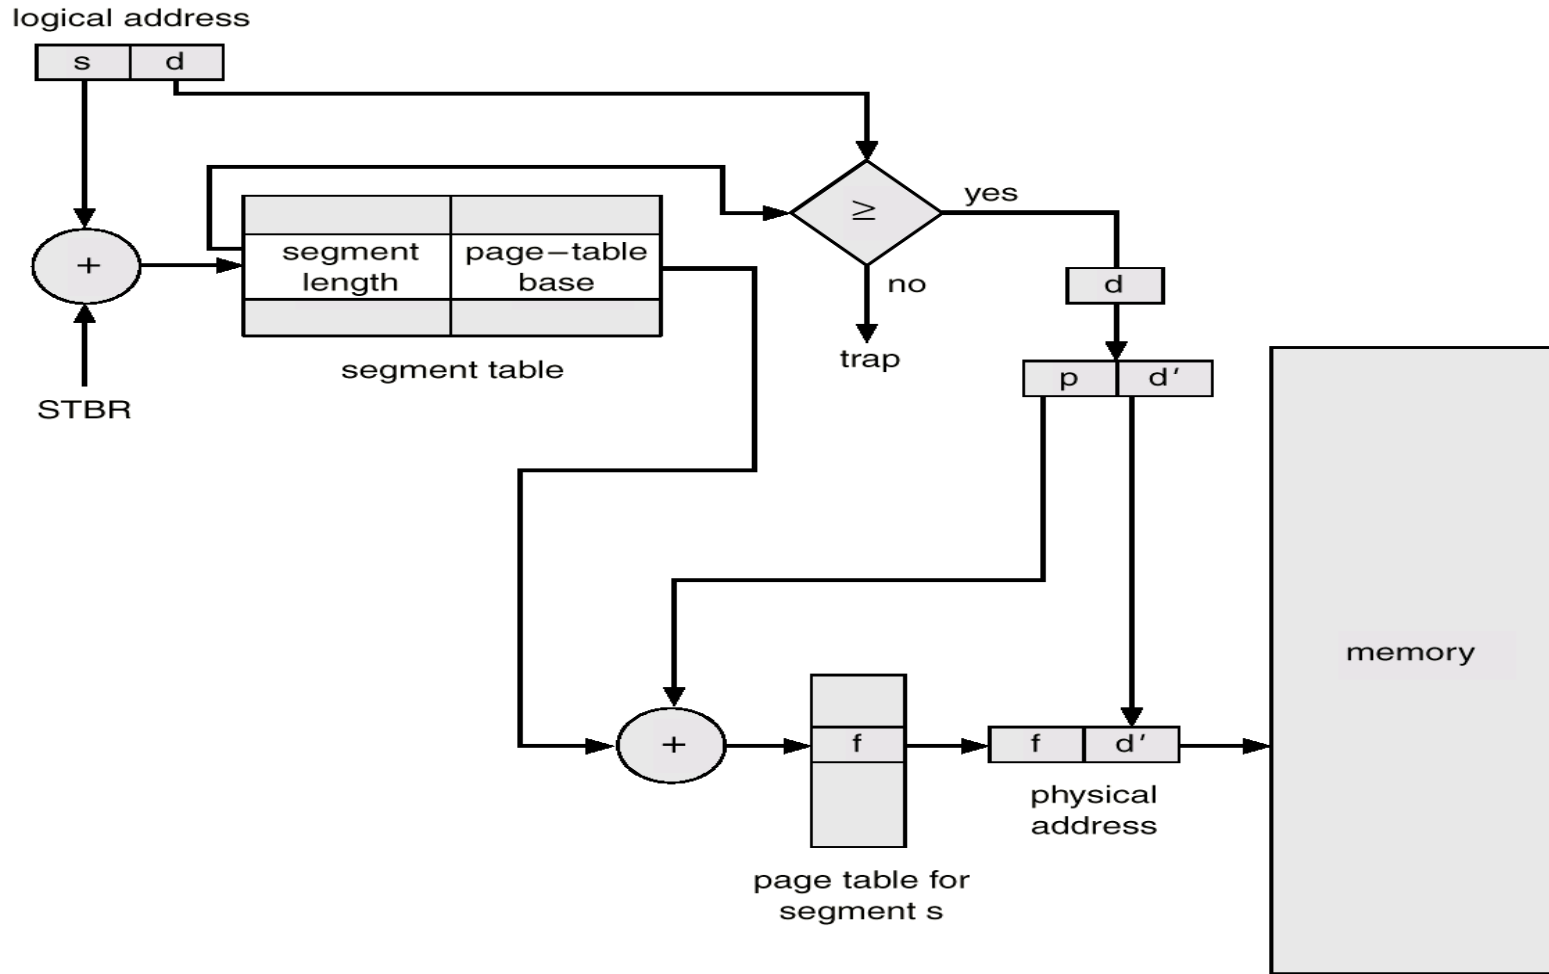 logical address
s d
≥
yes
+
segment length
page–table base
no
d
segment table
trap
p d′
STBR
memory
+
f
f d′
physical address
page table for
segment s